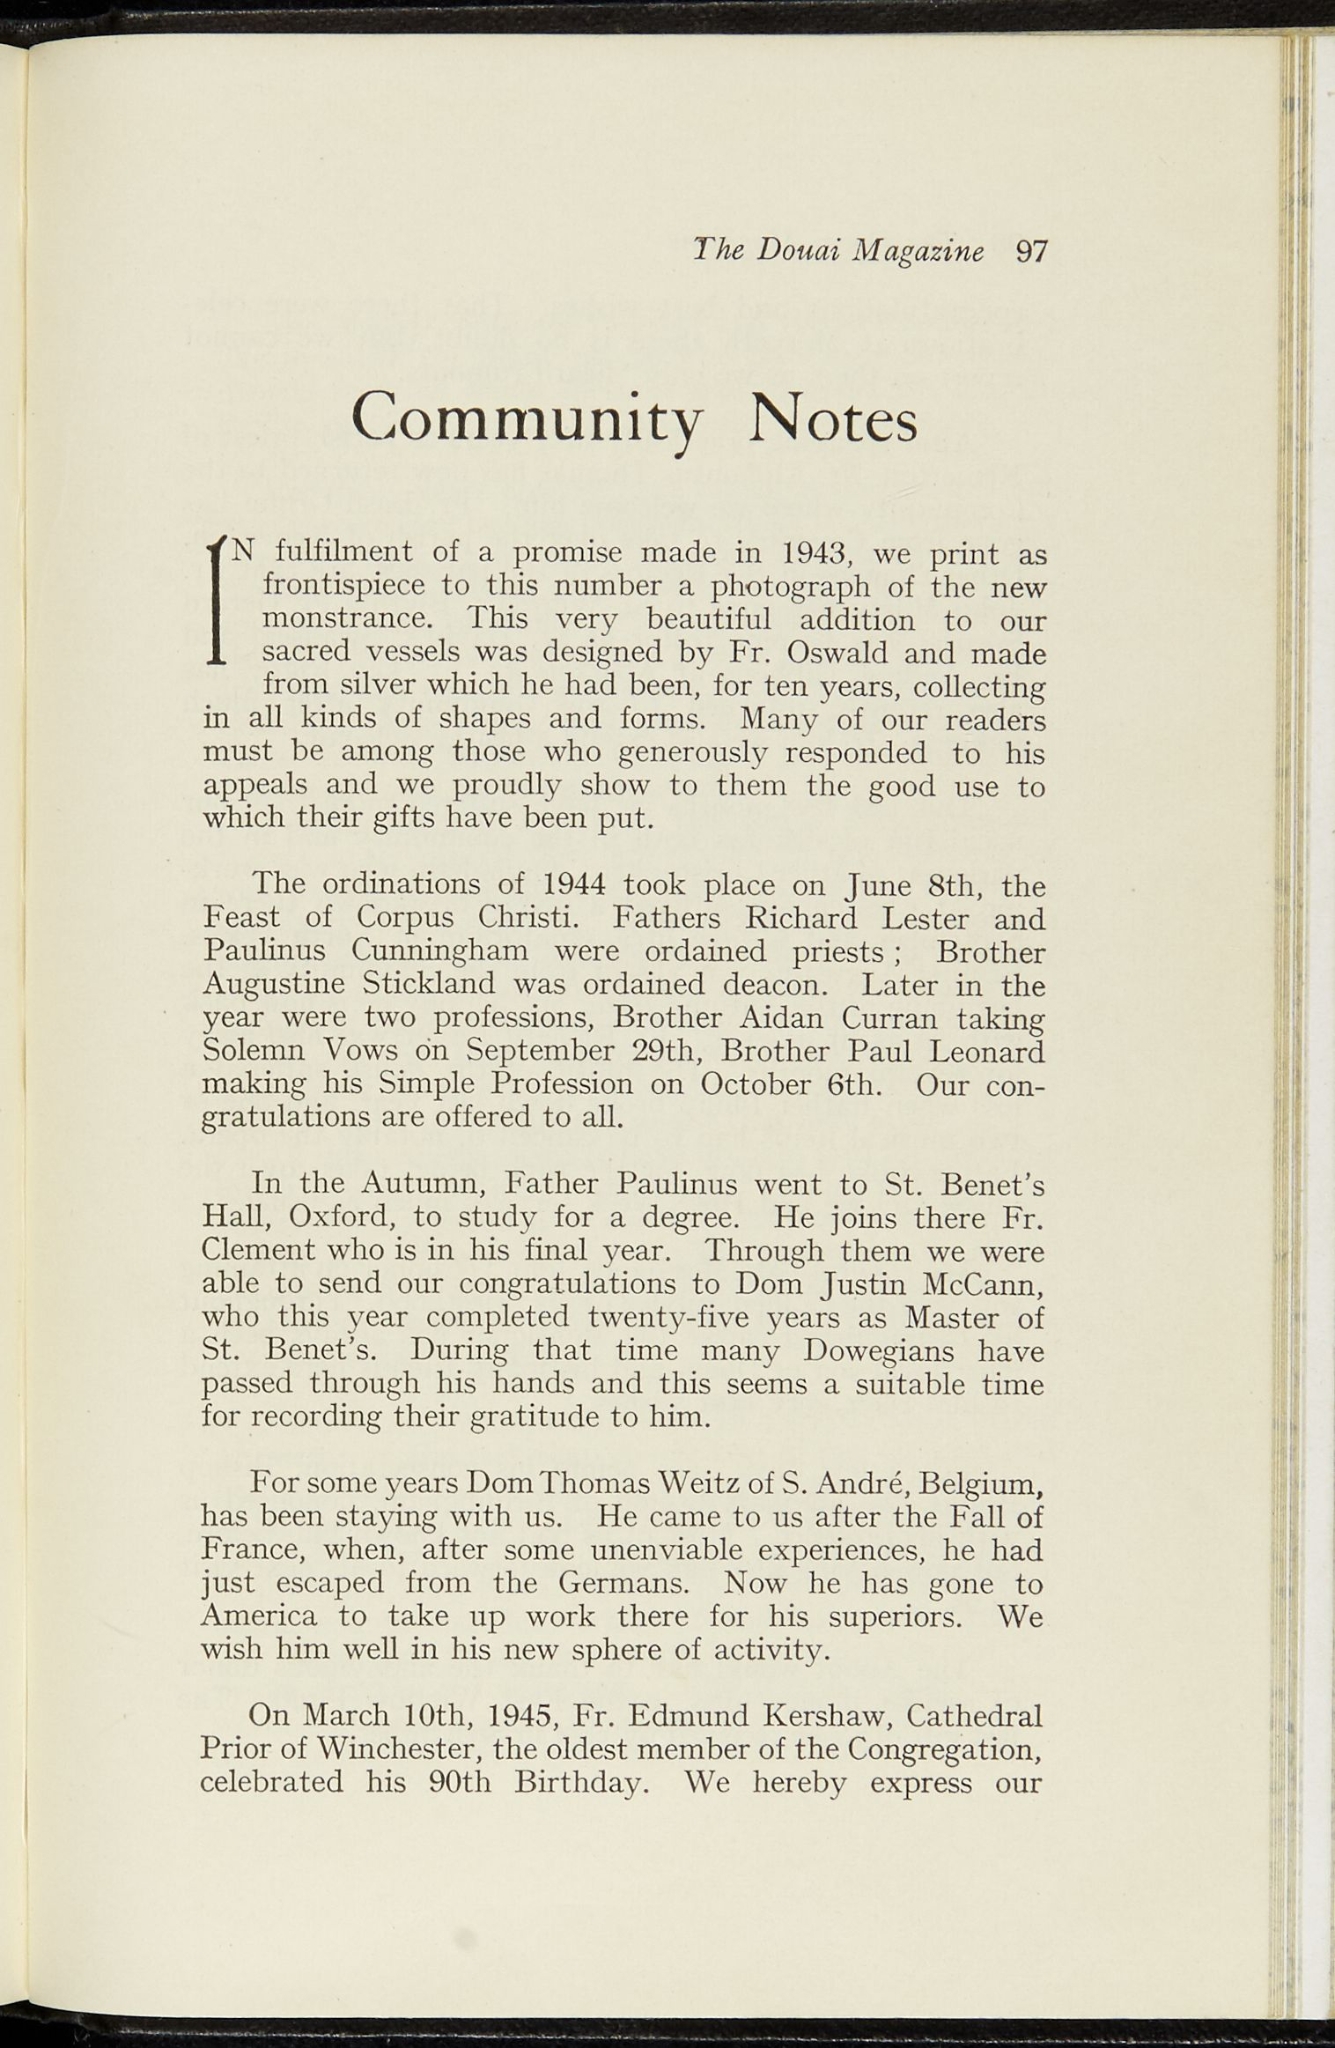 The Douai Magazine 97
Community Notes
IN fulfilment of a promise made in 1943, we print as
frontispiece to this number a photograph of the new
monstrance. This very beautiful addition to our
sacred vessels was designed by Fr. Oswald and made
from silver which he had been, for ten years, collecting
in all kinds of shapes and forms. Many of our readers
must be among those who generously responded to his
appeals and we proudly show to them the good use to
which their gifts have been put.
The ordinations of 1944 took place on June 8th, the
Feast of Corpus Christi. Fathers Richard Lester and
Paulinus Cunningham were ordained priests ; Brother
Augustine Stickland was ordained deacon. Later in the
year were two professions, Brother Aidan Curran taking
Solemn Vows on September 29th, Brother Paul Leonard
making his Simple Profession on October 6th. Our con-
gratulations are offered to all.
In the Autumn, Father Paulinus went to St. Benet's
Hall, Oxford, to study for a degree. He joins there Fr.
Clement who is in his final year. Through them we were
able to send our congratulations to Dom Justin McCann,
who this year completed twenty-five years as Master of
St. Benet's. During that time many Dowegians have
passed through his hands and this seems a suitable time
for recording their gratitude to him.
For some years Dom Thomas Weitz of S. André, Belgium,
has been staying with us. He came to us after the Fall of
France, when, after some unenviable experiences, he had
just escaped from the Germans. Now he has gone to
America to take up work there for his superiors. We
wish him well in his new sphere of activity.
On March 10th, 1945, Fr. Edmund Kershaw, Cathedral
Prior of Winchester, the oldest member of the Congregation,
celebrated his 90th Birthday. We hereby express our